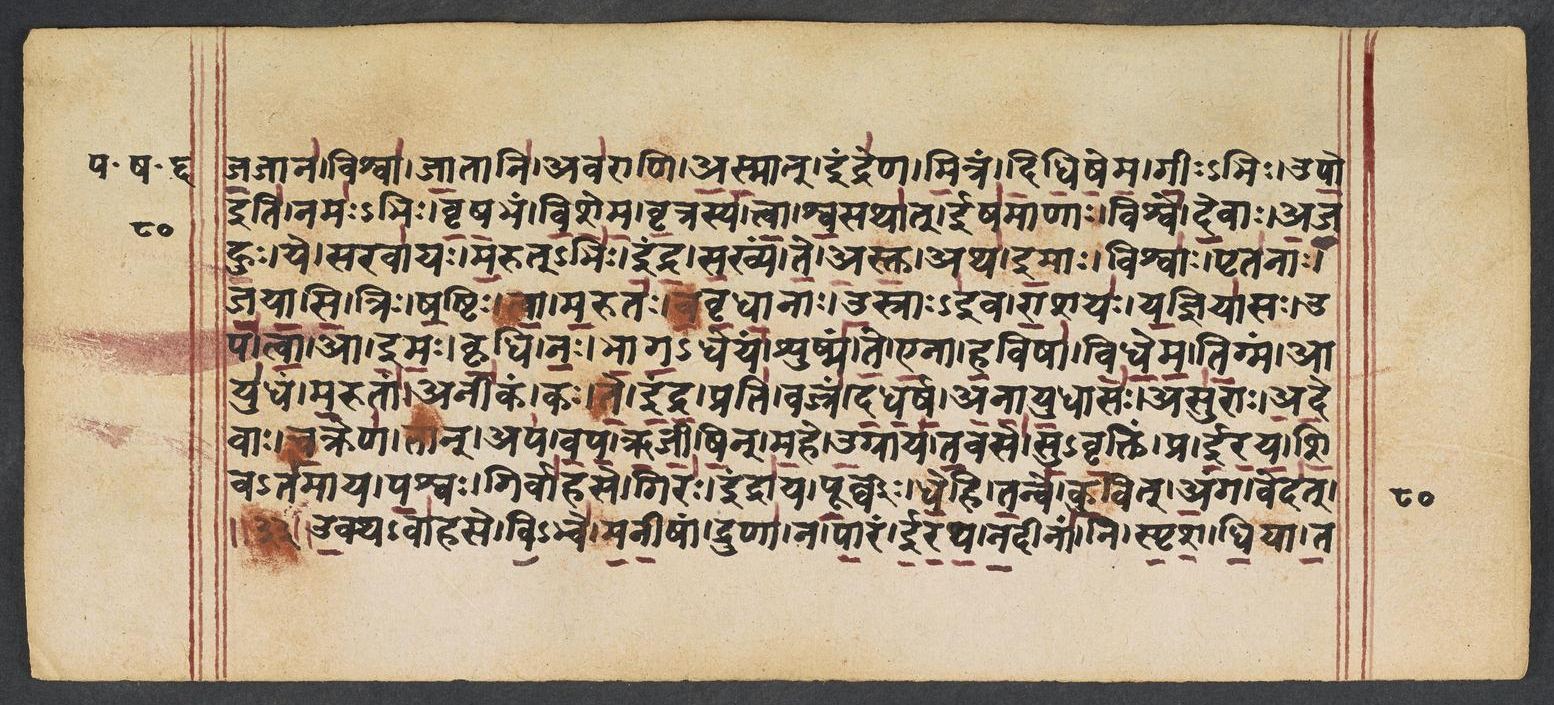 प॰ ष॰ ६
८०
जजान।विश्वा।जातानि।अवराणि।अस्मात्।इंद्रेण।मित्रं।दिधिषेम।गीःऽभिः।उपो
इति।नमःऽभिः।वृषभं।विशेम।वृत्रस्य।त्वा।श्वसथात्।ईषमाणाः।विश्वे।देवाः।अज
हुः।ये।सखायः।मरुत्ऽभिः।इंद्र।सख्यं।ते।अस्तु।अथ।इमाः।विश्वाः।पृतनाः।
जयासि।त्रिः।षष्टिः।त्वा।मरुतः।ववृधानाः।उस्राःऽइव।राशयः।यज्ञियासः।उ
प।त्वा।आ।इमः।कृधि।नः।भागऽधेयं।शुष्मं।ते।एना।हविषा।विधेम।तिग्मं।आ
युधं।मरुतां।अनीकं।कः।ते।इंद्र।प्रति।वज्रं।दधर्ष।अनायुधासः।असुराः।अदे
वाः।चक्रेण।तान्।अप।वप।ऋजीषिन्।महे।उग्राय।तवसे।सुऽवृक्तिं।प्र।ईरय।शि
वऽतमाय।पश्वः।गिर्वाहसे।गिरः।इंद्राय।पूर्वीः।धेहि।तन्वे।कुवित्।अंग।वेदत्।
उक्थऽवाहसे।विऽभ्वे।मनीषां।द्रुणा।न।पारं।ईरय।नदीनां।नि।स्पृश।धिया।त
८०